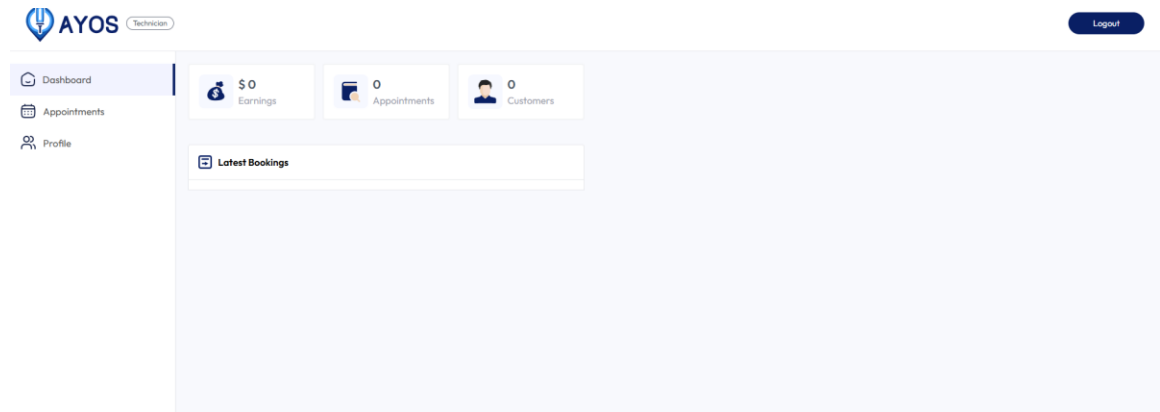 AYOS Technician
Logout
Dashboard
Appointments
Profile
$ 0
Earnings
0
Appointments
0
Customers
Latest Bookings